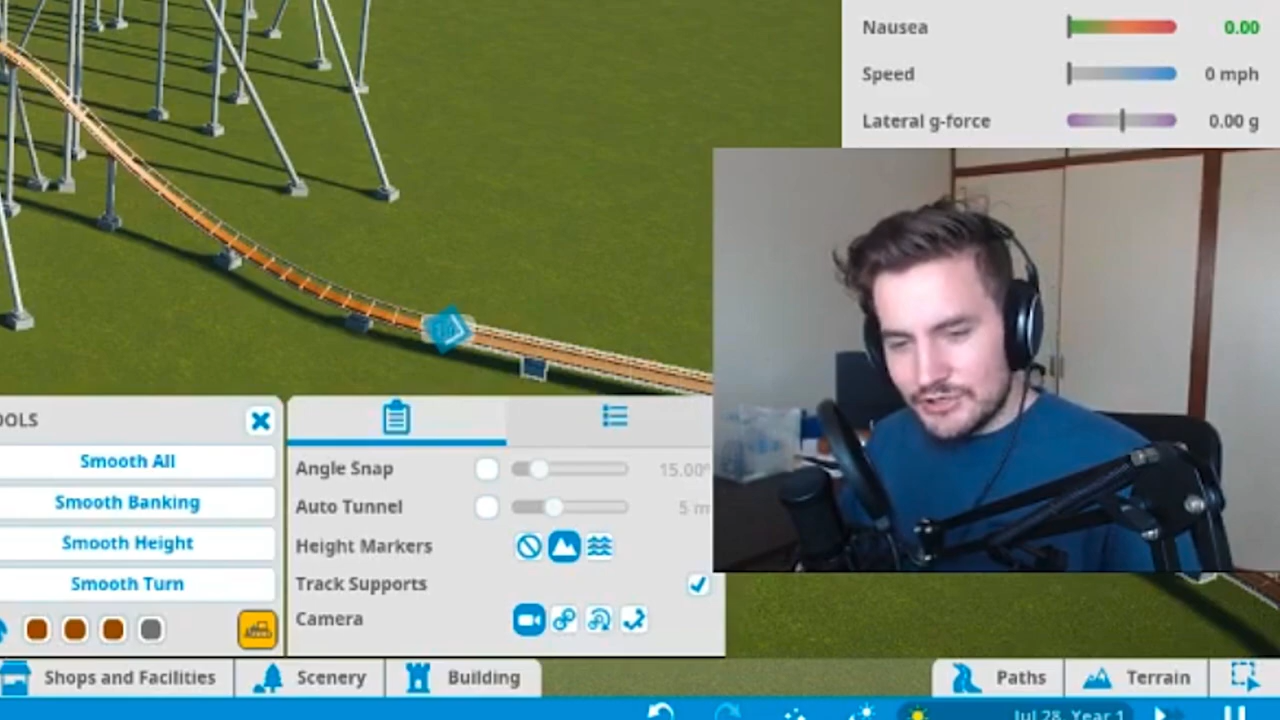 Nausea 0.00
Speed 0 mph
Lateral g-force 0.00 g
OOLS
Smooth All
Smooth Banking
Smooth Height
Smooth Turn
Angle Snap 15.00°
Auto Tunnel 5 m
Height Markers
Track Supports
Camera
Shops and Facilities
Scenery
Building
Paths
Terrain
Jul 28, Year 1